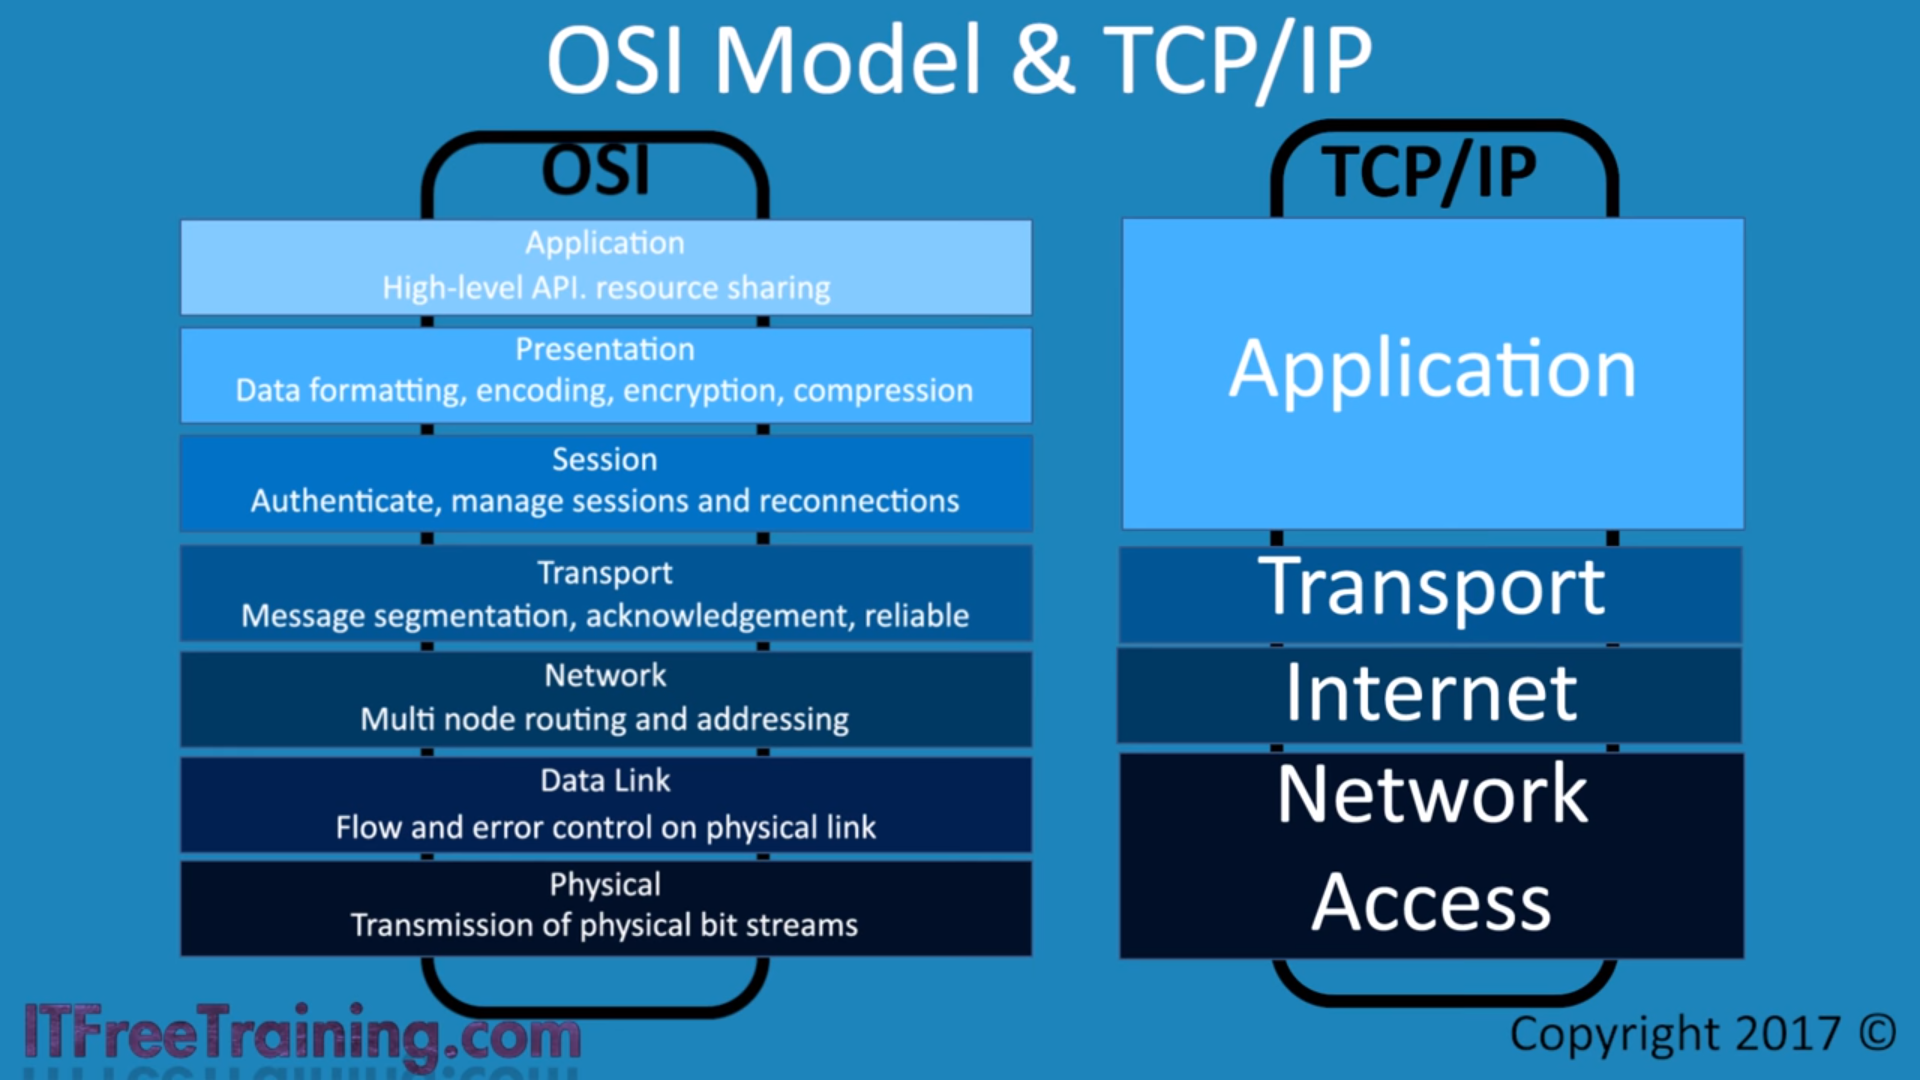 OSI Model & TCP/IP
OSI
Application
High-level API. resource sharing
Presentation
Data formatting, encoding, encryption, compression
Session
Authenticate, manage sessions and reconnections
Transport
Message segmentation, acknowledgement, reliable
Network
Multi node routing and addressing
Data Link
Flow and error control on physical link
Physical
Transmission of physical bit streams
TCP/IP
Application
Transport
Internet
Network
Access
ITFreeTraining.com
Copyright 2017 ©